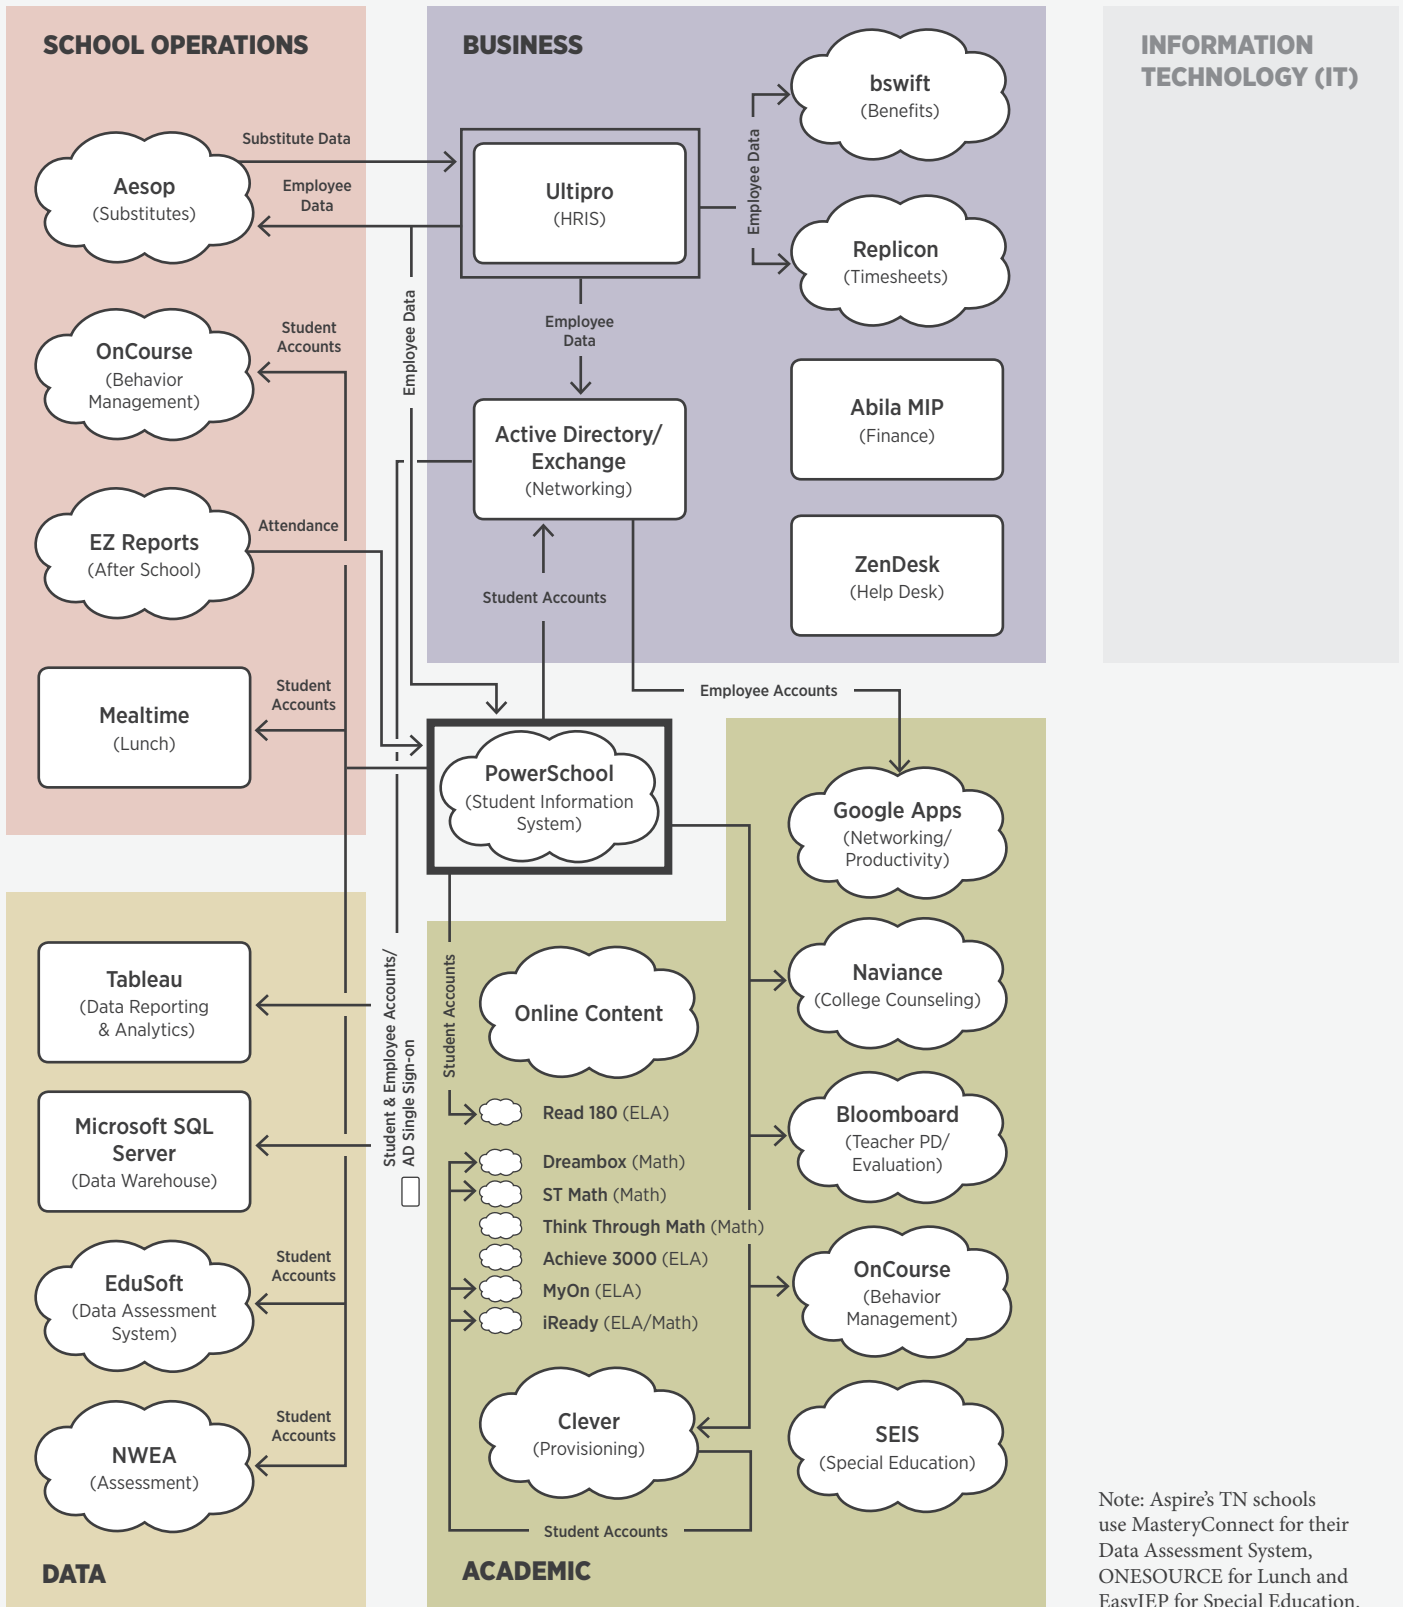 SCHOOL OPERATIONS
Aesop
(Substitutes)
Substitute Data
Employee
Data
OnCourse
(Behavior
Management)
Student
Accounts
EZ Reports
(After School)
Attendance
Mealtime
(Lunch)
Student
Accounts
BUSINESS
Ultipro
(HRIS)
Employee Data
bswift
(Benefits)
Replicon
(Timesheets)
Employee
Data
Employee Data
Active Directory/
Exchange
(Networking)
Abila MIP
(Finance)
ZenDesk
(Help Desk)
Student Accounts
Employee Accounts
INFORMATION
TECHNOLOGY (IT)
PowerSchool
(Student Information
System)
Tableau
(Data Reporting
& Analytics)
Microsoft SQL
Server
(Data Warehouse)
EduSoft
(Data Assessment
System)
Student
Accounts
NWEA
(Assessment)
Student
Accounts
DATA
Student & Employee Accounts/
AD Single Sign-on
Student Accounts
Online Content
Read 180 (ELA)
Dreambox (Math)
ST Math (Math)
Think Through Math (Math)
Achieve 3000 (ELA)
MyOn (ELA)
iReady (ELA/Math)
Clever
(Provisioning)
Student Accounts
Google Apps
(Networking/
Productivity)
Naviance
(College Counseling)
Bloomboard
(Teacher PD/
Evaluation)
OnCourse
(Behavior
Management)
SEIS
(Special Education)
ACADEMIC
Note: Aspire's TN schools
use MasteryConnect for their
Data Assessment System,
ONESOURCE for Lunch and
EasyIEP for Special Education.